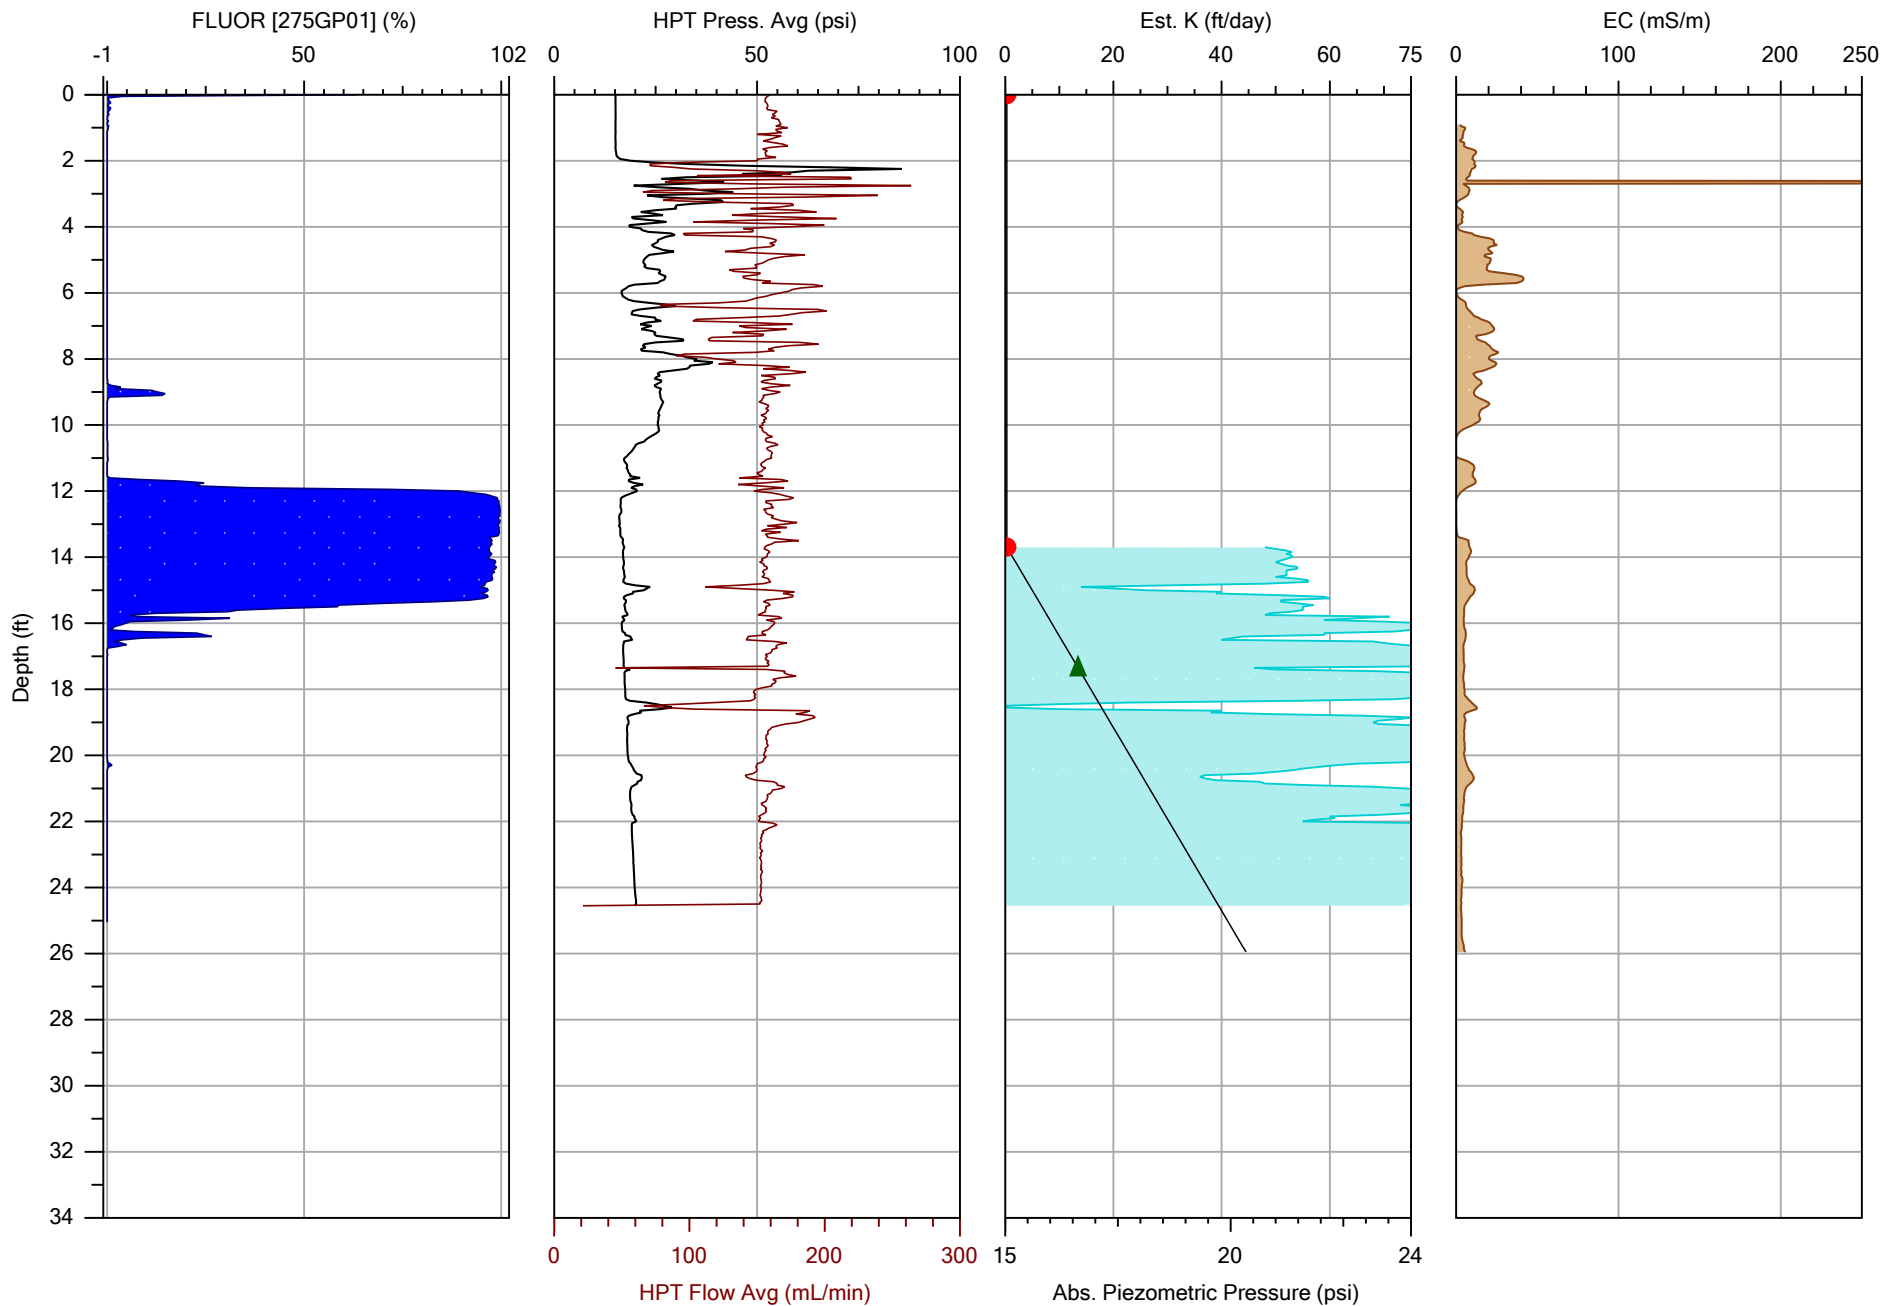 FLUOR [275GP01] (%)
HPT Press. Avg (psi)
Est. K (ft/day)
EC (mS/m)
-1 50 102
0 50 100
0 20 40 60 75
0 100 200 250
0
2
4
6
8
10
12
14
16
18
20
22
24
26
28
30
32
34
Depth (ft)
0 100 200 300
15 20 24
HPT Flow Avg (mL/min)
Abs. Piezometric Pressure (psi)